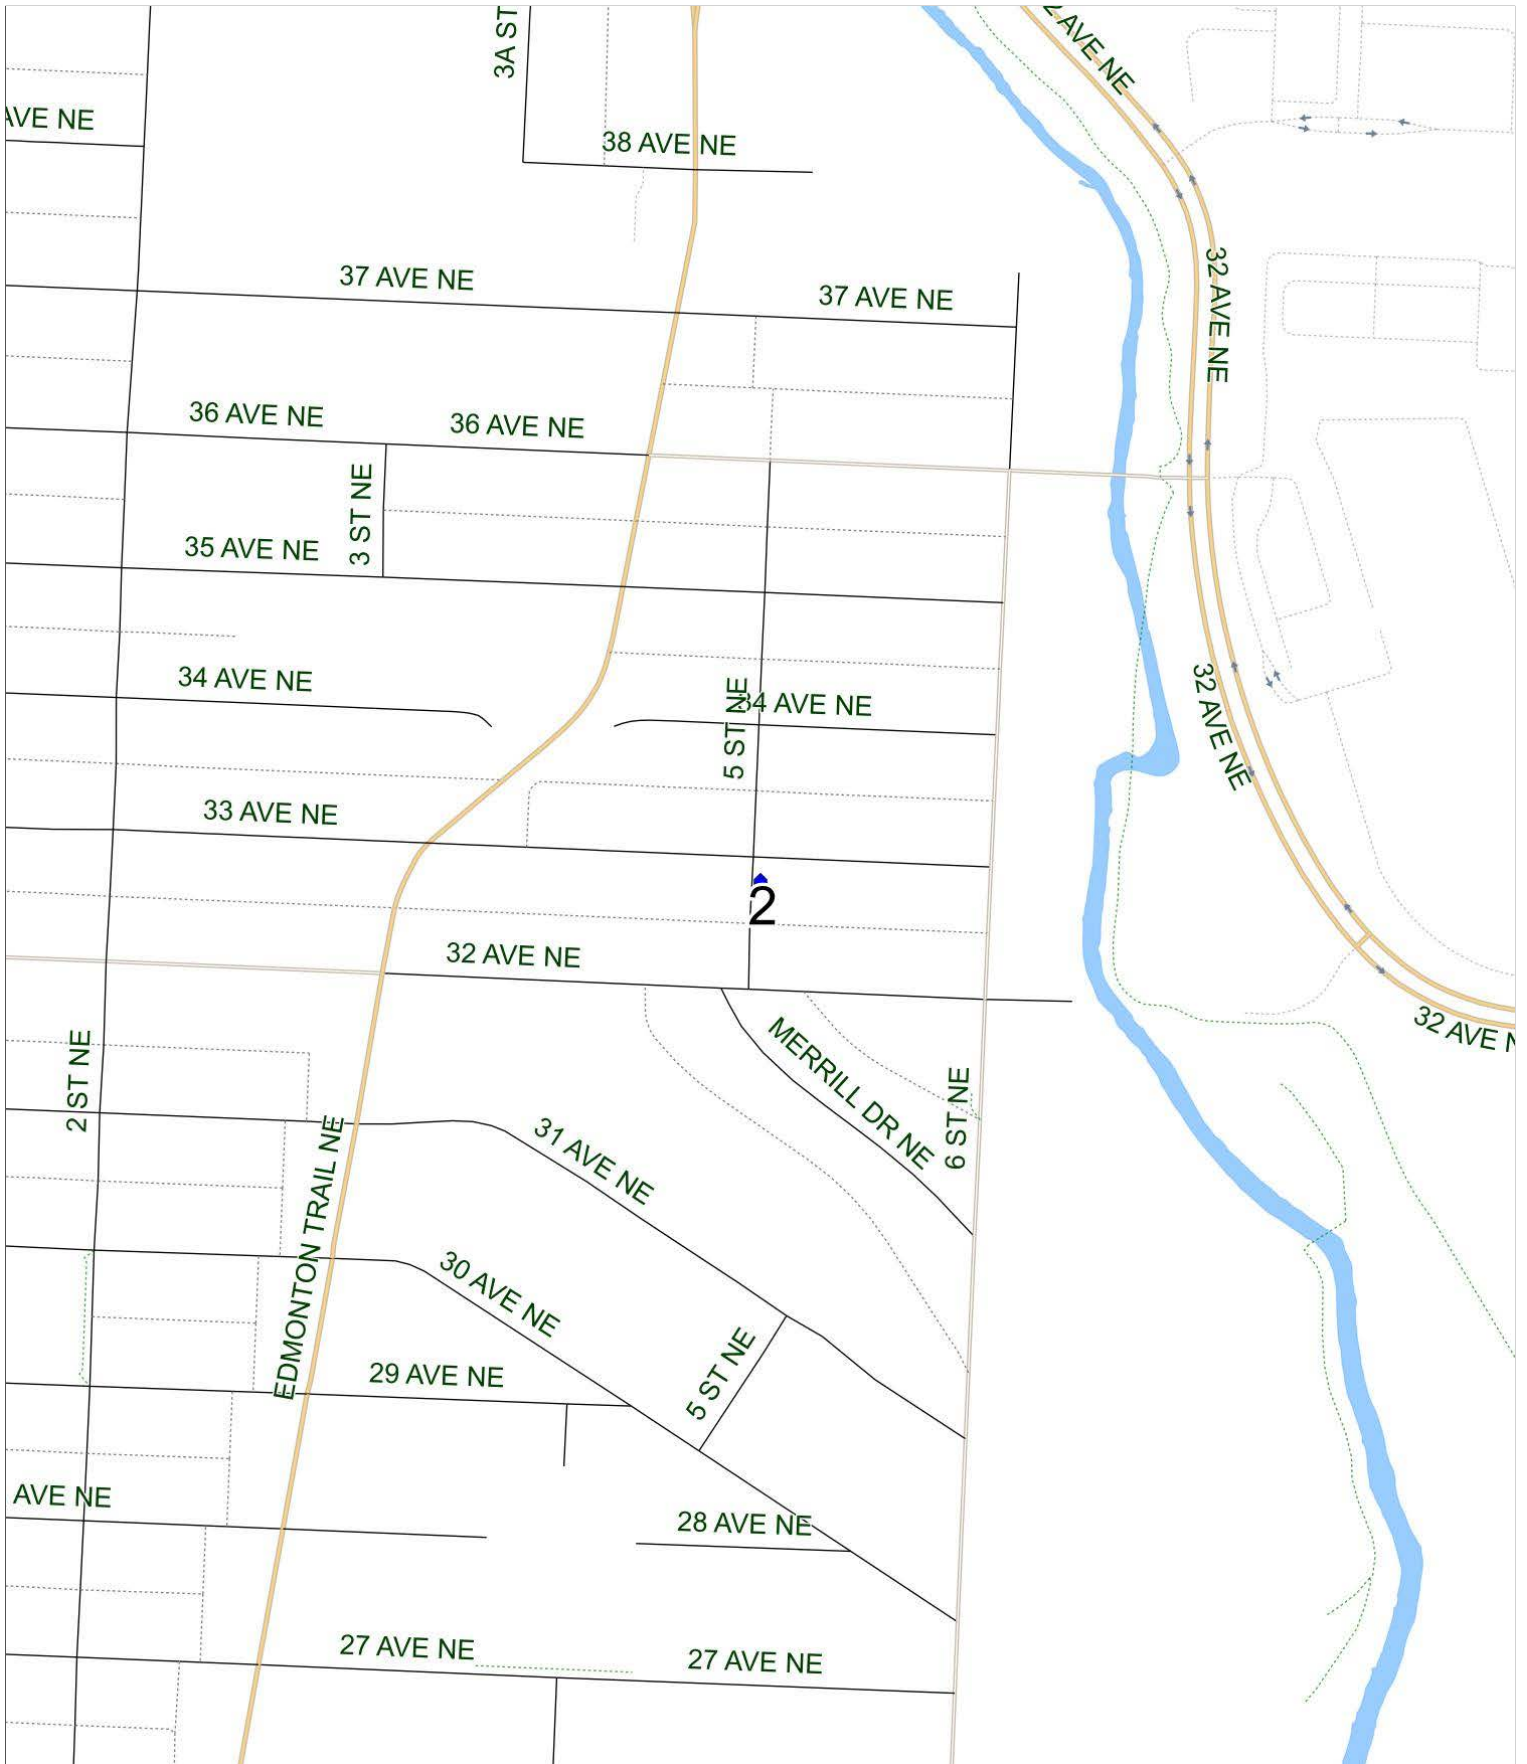 3A ST
2 AVE NE
AVE NE
38 AVE NE
37 AVE NE
37 AVE NE
32 AVE NE
36 AVE NE
36 AVE NE
3 ST NE
35 AVE NE
34 AVE NE
5 ST NE
34 AVE NE
32 AVE NE
33 AVE NE
2
32 AVE NE
32 AVE N
2 ST NE
MERRILL DR NE
6 ST NE
EDMONTON TRAIL NE
31 AVE NE
30 AVE NE
29 AVE NE
5 ST NE
AVE NE
28 AVE NE
27 AVE NE
27 AVE NE